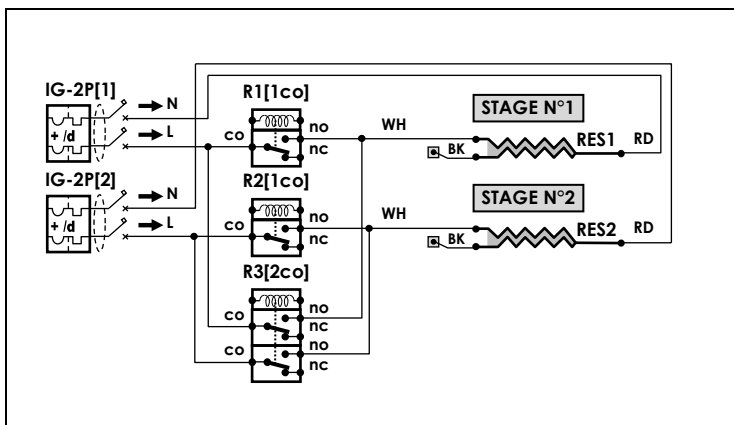 IG-2P[1]
N
R1[1co]
STAGE N°1
+ /d
L
co
no
WH
nc
BK
RES1
RD
IG-2P[2]
N
R2[1co]
STAGE N°2
+ /d
L
co
no
WH
nc
BK
RES2
RD
R3[2co]
no
co
nc
no
co
nc